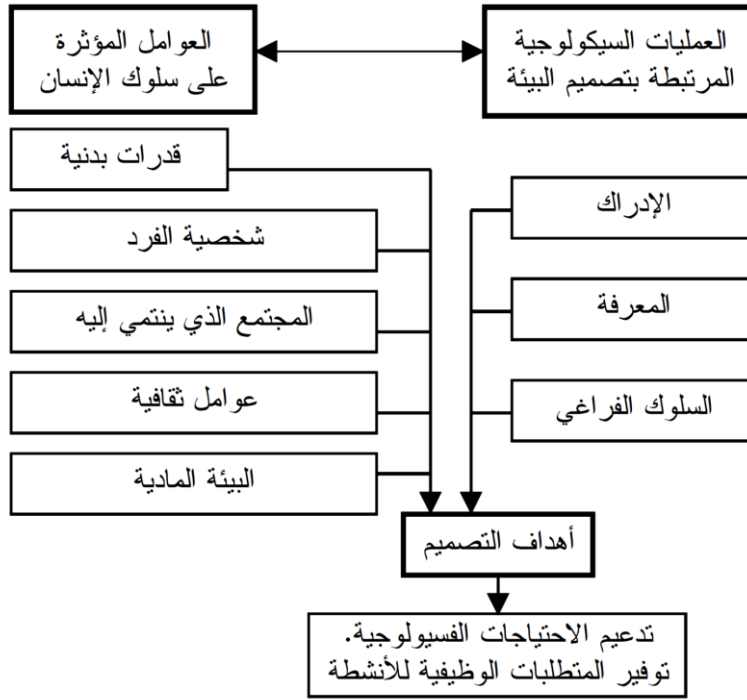 العمليات السيكولوجية
المرتبطة بتصميم البيئة
العوامل المؤثرة
على سلوك الإنسان
الإدراك
المعرفة
السلوك الفراغي
قدرات بدنية
شخصية الفرد
المجتمع الذي ينتمي إليه
عوامل ثقافية
البيئة المادية
أهداف التصميم
تدعيم الاحتياجات الفسيولوجية.
توفير المتطلبات الوظيفية للأنشطة